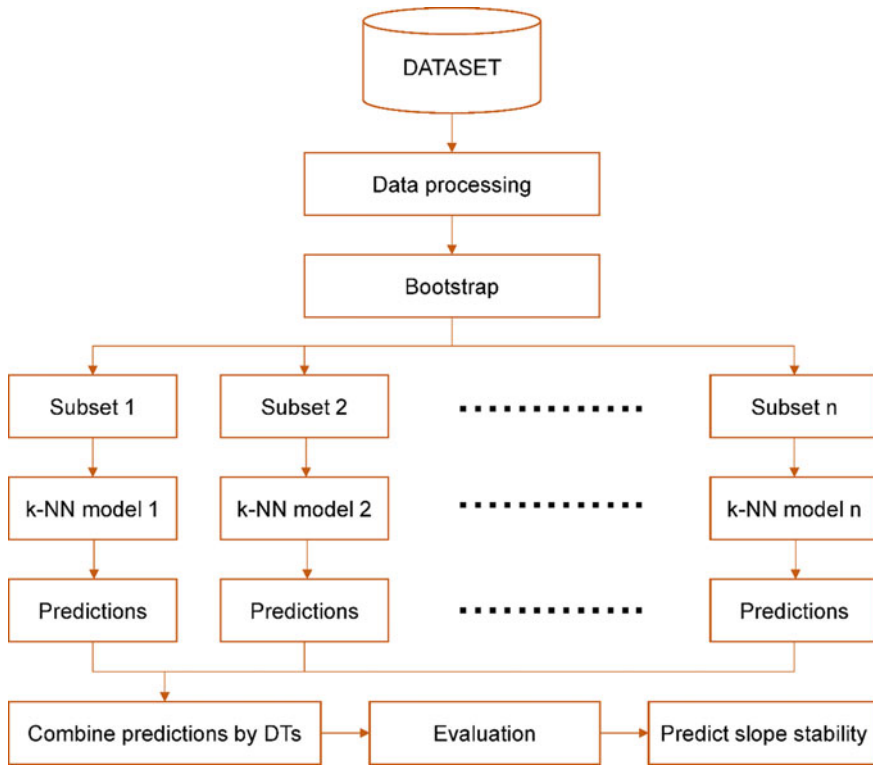 DATASET
Data processing
Bootstrap
Subset 1
Subset 2
Subset n
k-NN model 1
k-NN model 2
k-NN model n
Predictions
Predictions
Predictions
Combine predictions by DTs
Evaluation
Predict slope stability